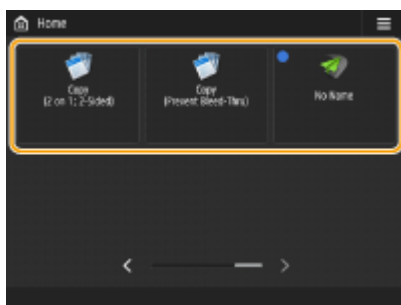 Home
Copy
(2 on 1; 2-Sided)
Copy
(Prevent Bleed-Thru)
No Name